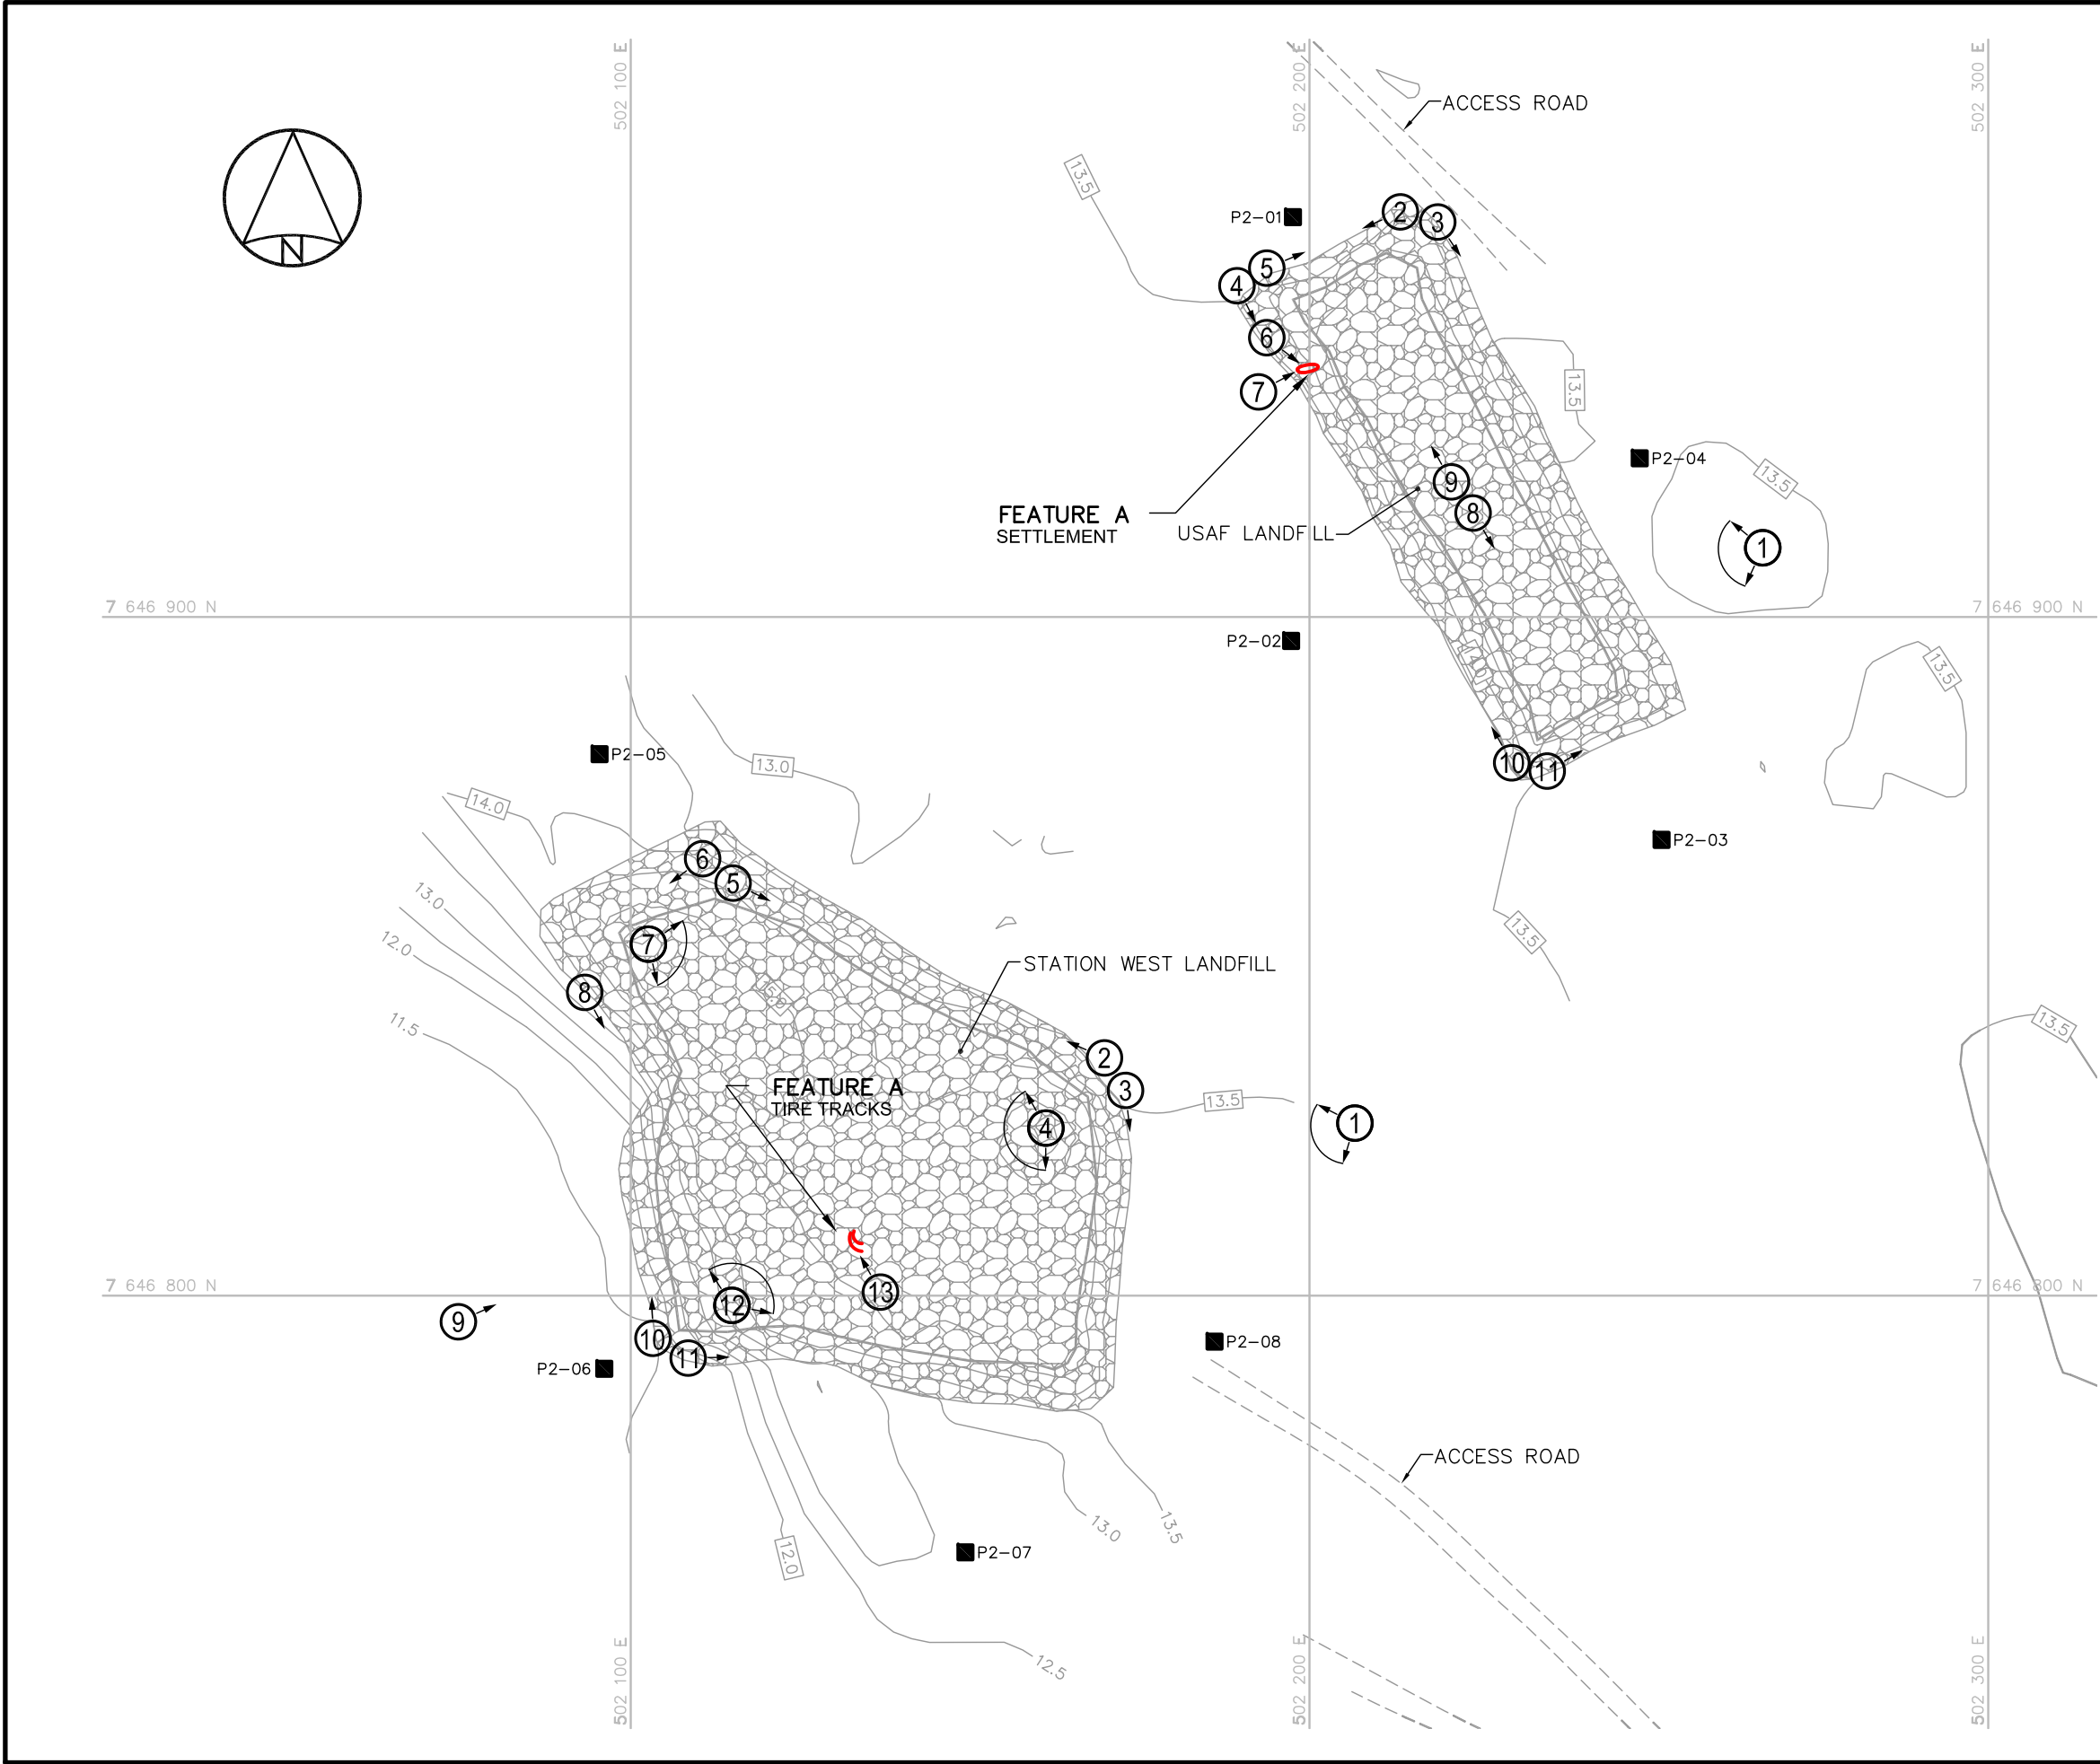 502 100 E
502 200 E
502 300 E
N
ACCESS ROAD
13.5
P2-01
2
3
5
4
6
7
13.5
P2-04
13.5
9
8
1
FEATURE A
SETTLEMENT
USAF LANDFILL
7 646 900 N
7 646 900 N
P2-02
14.0
13.5
P2-05
13.0
10
11
14.0
P2-03
6
5
13.0
12.0
7
13.5
STATION WEST LANDFILL
8
15.0
11.5
13.5
2
FEATURE A
TIRE TRACKS
3
13.5
4
1
7 646 800 N
7 646 800 N
13
12
9
10
11
P2-06
P2-08
ACCESS ROAD
13.0
13.5
12.0
P2-07
12.5
502 100 E
502 200 E
502 300 E